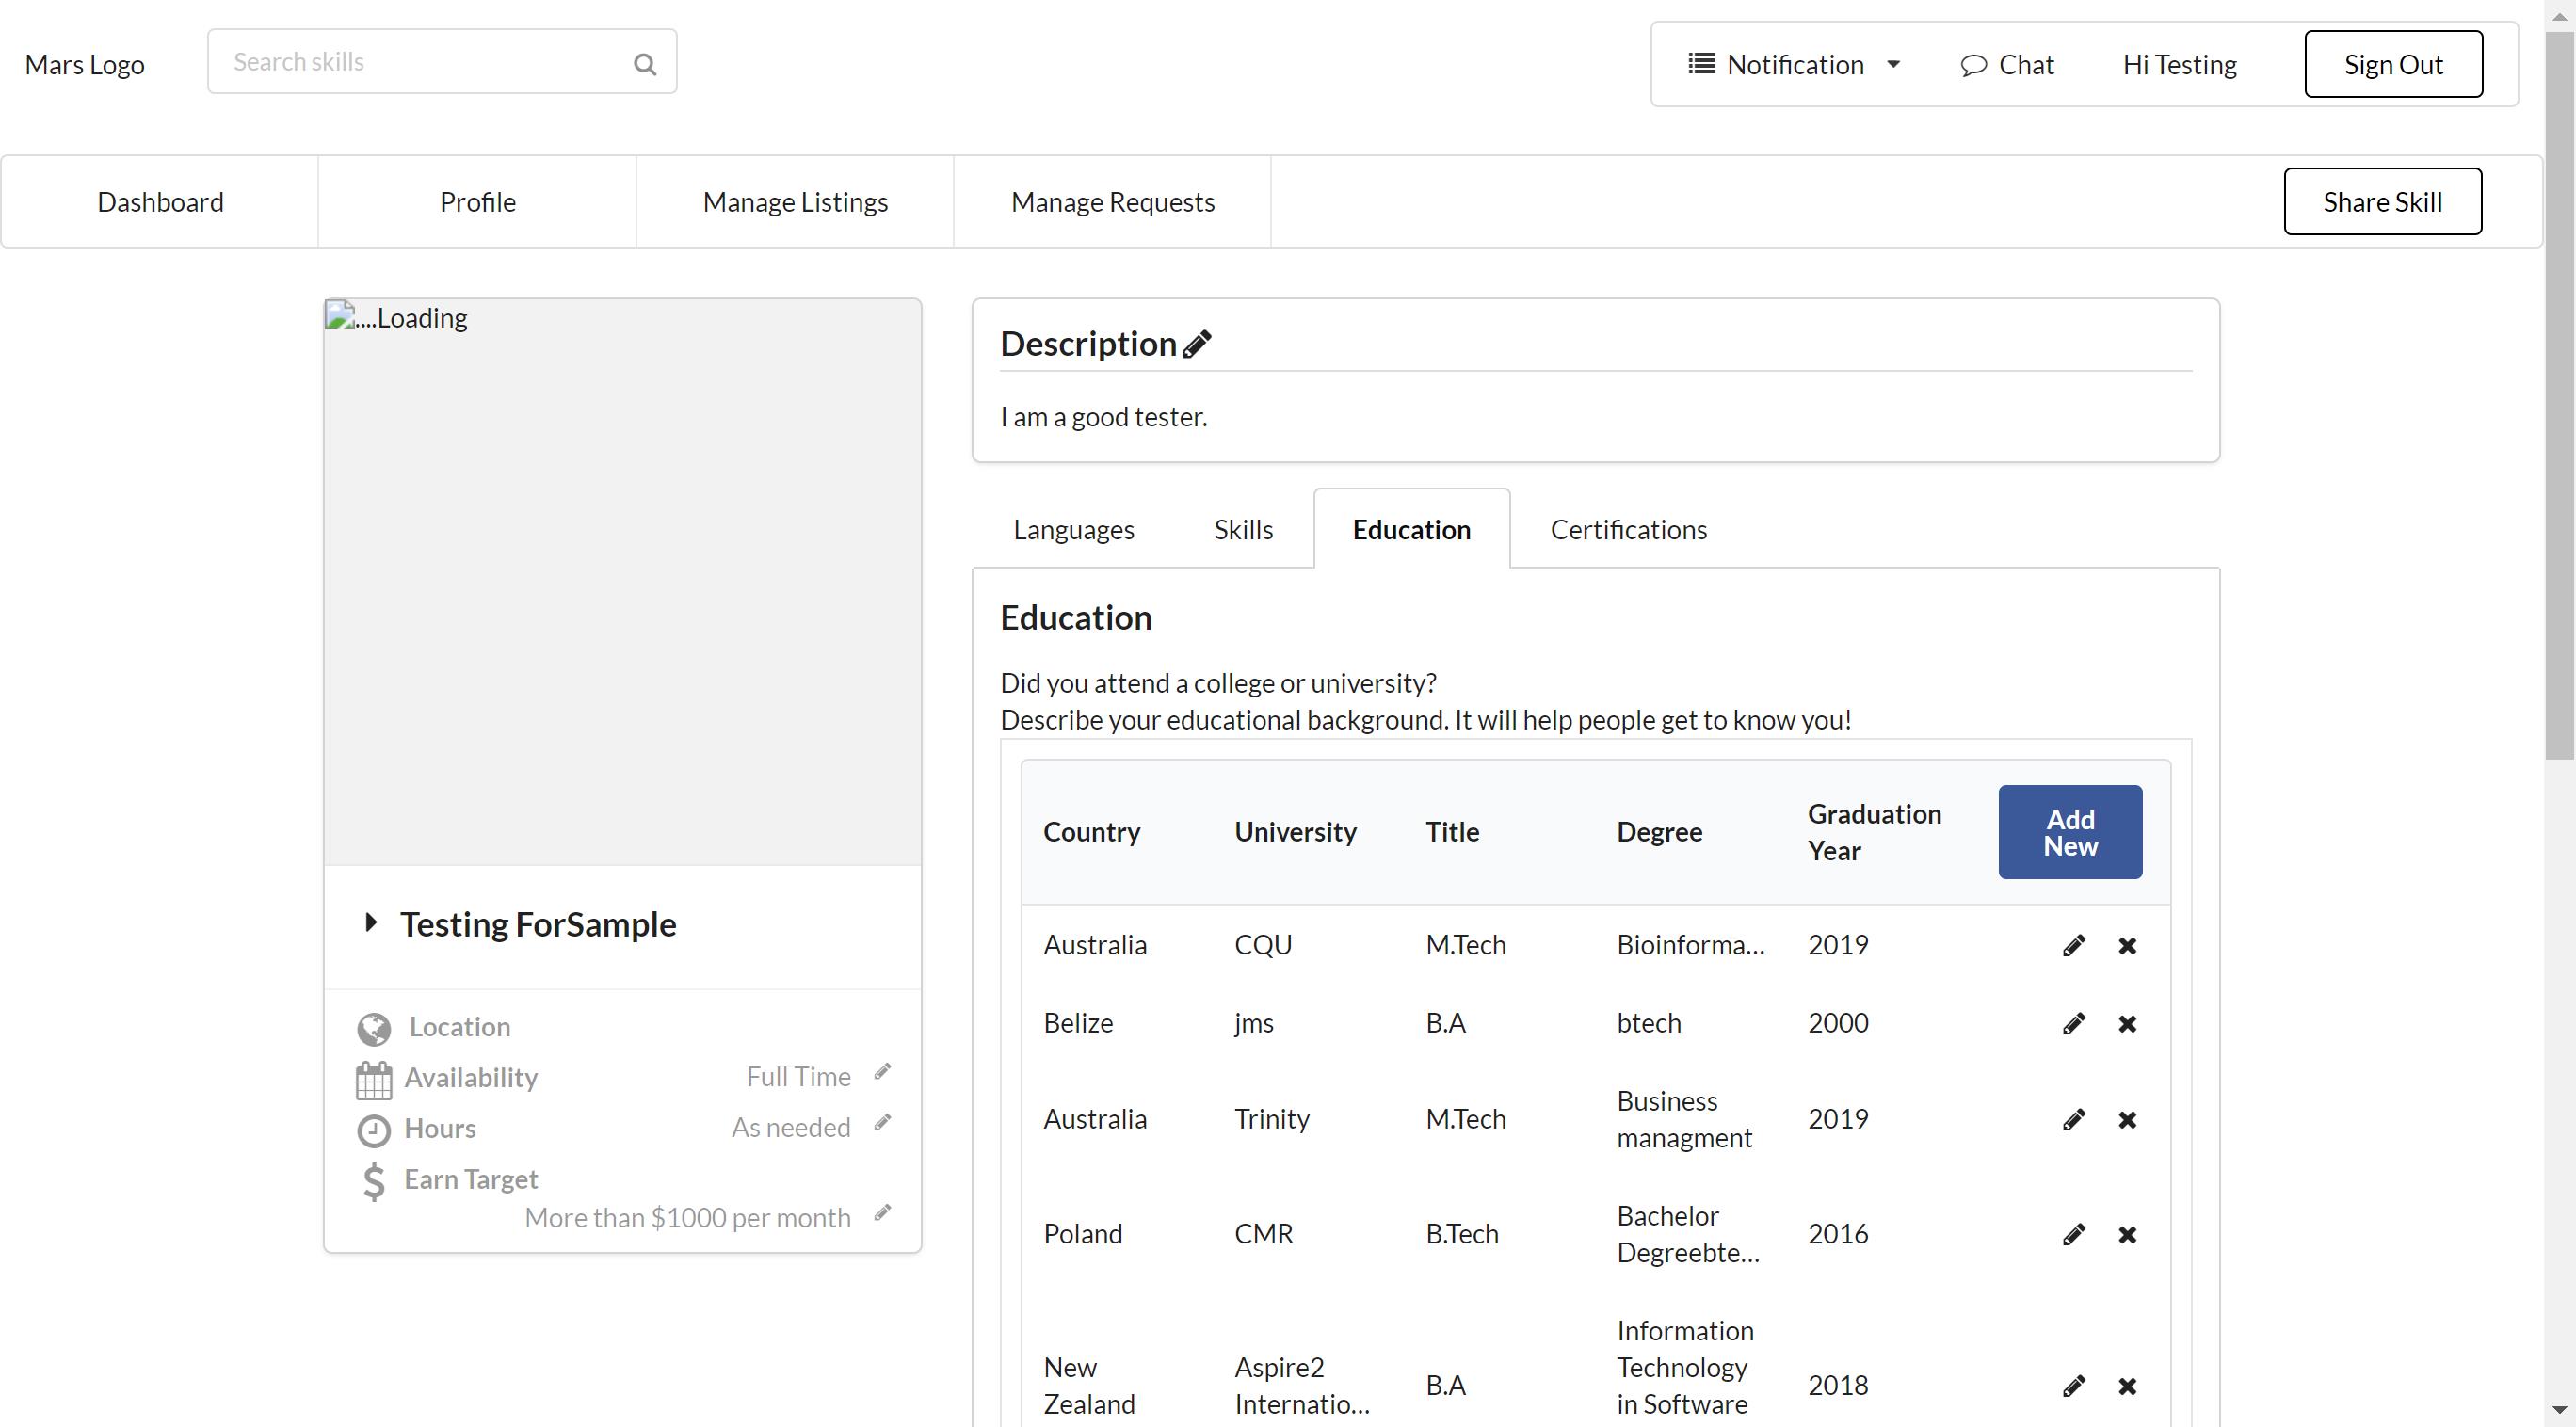 Mars Logo
Search skills
Notification
Chat
Hi Testing
Sign Out
Dashboard
Profile
Manage Listings
Manage Requests
Share Skill
....Loading
Testing ForSample
Location
Availability
Full Time
Hours
As needed
Earn Target
More than $1000 per month
Description
I am a good tester.
Languages
Skills
Education
Certifications
Education
Did you attend a college or university?
Describe your educational background. It will help people get to know you!
Country
University
Title
Degree
Graduation
Year
Add
New
Australia
CQU
M.Tech
Bioinforma...
2019
Belize
jms
B.A
btech
2000
Australia
Trinity
M.Tech
Business
managment
2019
Poland
CMR
B.Tech
Bachelor
Degreebte...
2016
New
Zealand
Aspire2
Internatio...
B.A
Information
Technology
in Software
2018